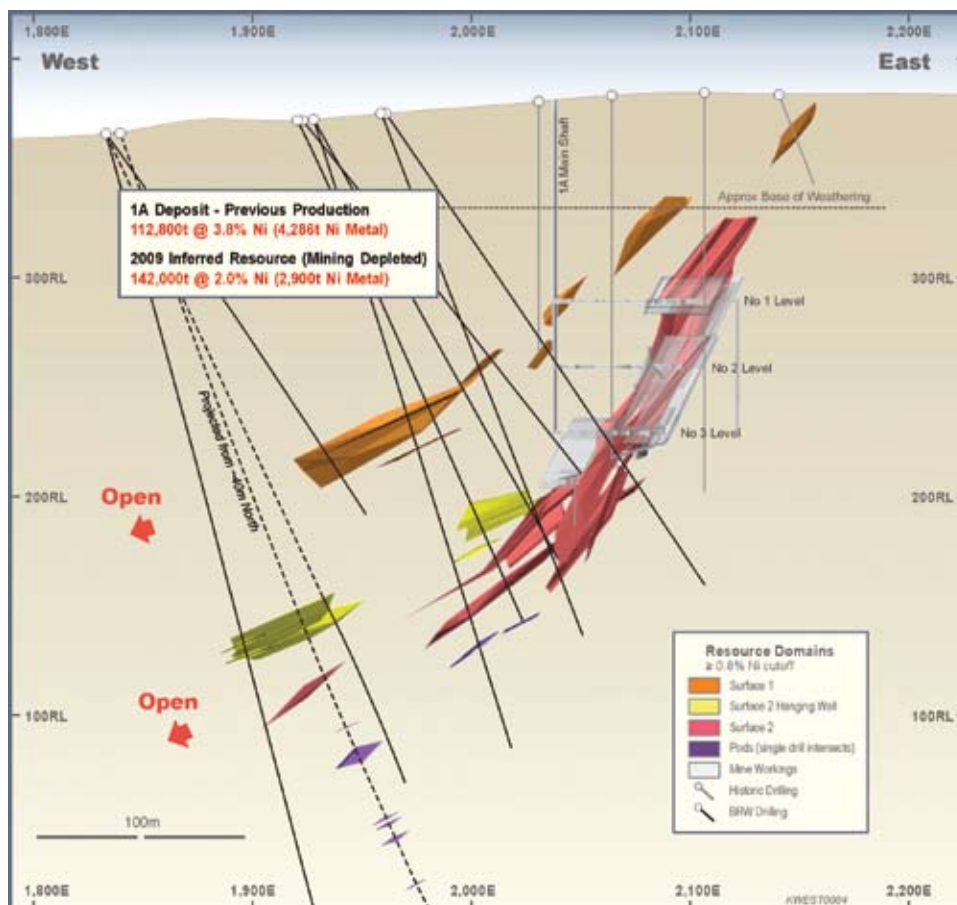 1,800E 1,900E 2,000E 2,100E 2,200E
West East
1A Main Shaft
Approx Base of Weathering
1A Deposit - Previous Production
112,800t @ 3.8% Ni (4,286t Ni Metal)
2009 Inferred Resource (Mining Depleted)
142,000t @ 2.0% Ni (2,900t Ni Metal)
300RL 300RL
No 1 Level
No 2 Level
No 3 Level
Projected from ~40m North
200RL 200RL
Open
Open
100RL 100RL
Resource Domains
≥ 0.8% Ni cutoff
Surface 1
Surface 2 Hanging Wall
Surface 2
Pods (single drill intersects)
Mine Workings
Historic Drilling
BRW Drilling
100m
1,800E 1,900E 2,000E 2,100E 2,200E
AWEST0004